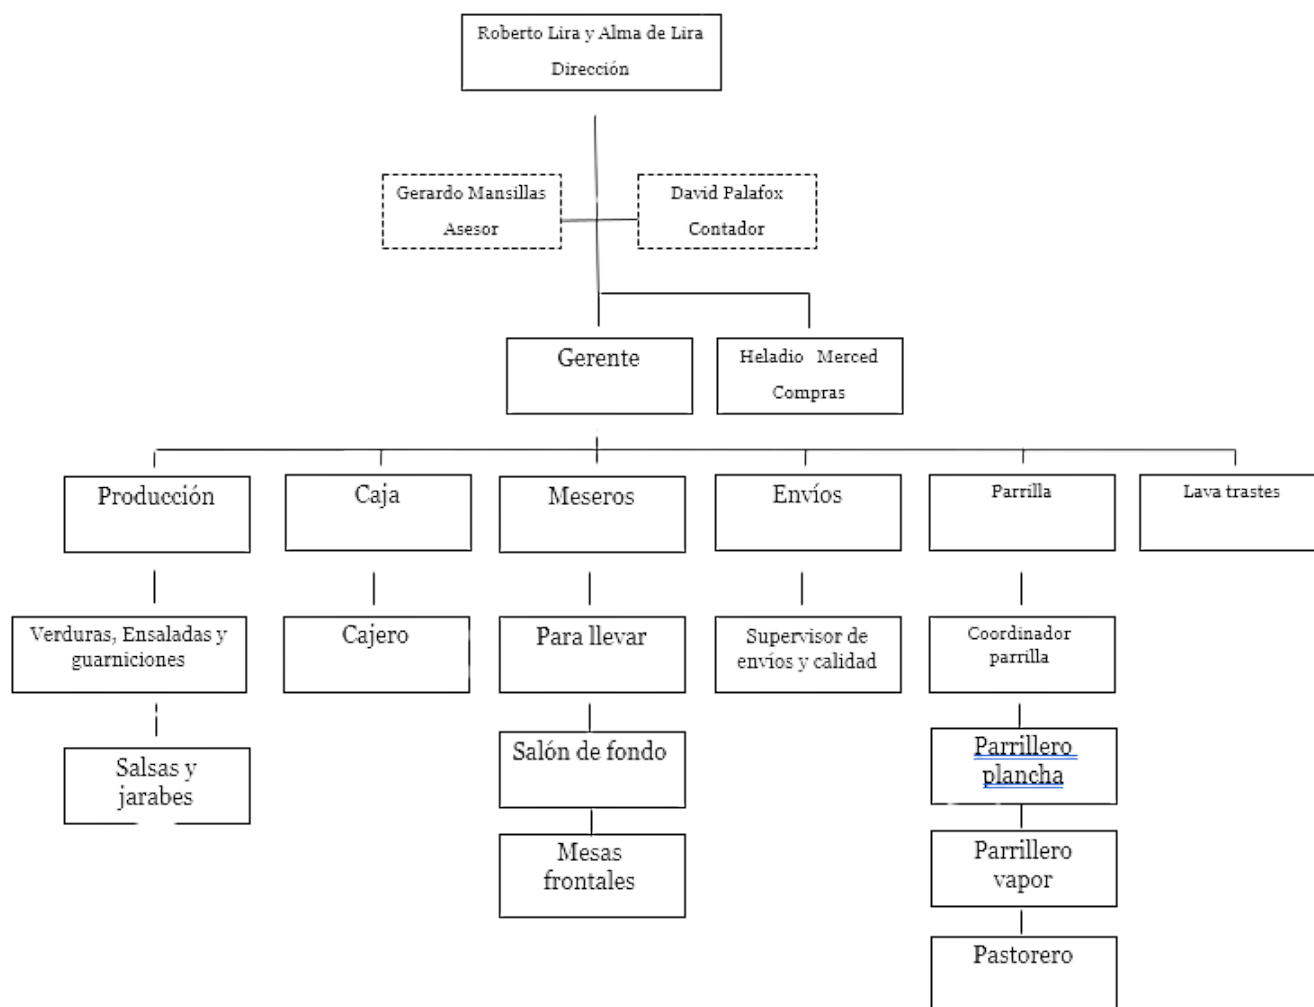 Roberto Lira y Alma de Lira
Dirección
Gerardo Mansillas
Asesor
David Palafox
Contador
Gerente
Heladio Merced
Compras
Producción
Caja
Meseros
Envíos
Parrilla
Lava trastes
Verduras, Ensaladas y
guarniciones
Cajero
Para llevar
Supervisor de
envíos y calidad
Coordinador
parrilla
Salsas y
jarabes
Salón de fondo
Parrillero
plancha
Mesas
frontales
Parrillero
vapor
Pastorero